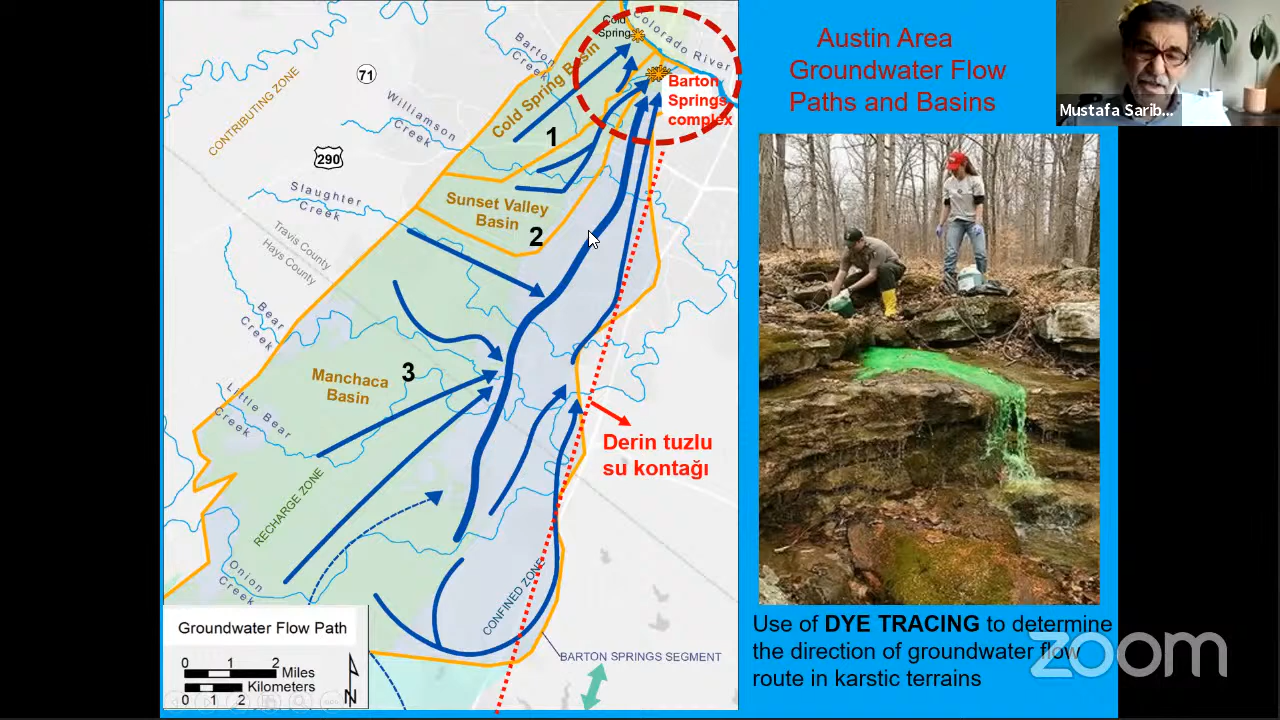 Cold
Spring
Colorado River
Barton
Springs
complex
Barton
Creek
Cold Spring Basin
71
CONTRIBUTING ZONE
Williamson
Creek
1
290
Slaughter
Creek
Sunset Valley
Basin
2
Travis County
Hays County
Bear
Creek
Manchaca
Basin
3
Little Bear
Creek
Derin tuzlu
su kontağı
RECHARGE ZONE
Onion
Creek
CONFINED ZONE
BARTON SPRINGS SEGMENT
Groundwater Flow Path
0 1 2
Miles
Kilometers
0 1 2
N
Austin Area
Groundwater Flow
Paths and Basins
Mustafa Sarib...
Use of DYE TRACING to determine
the direction of groundwater flow
route in karstic terrains
zoom